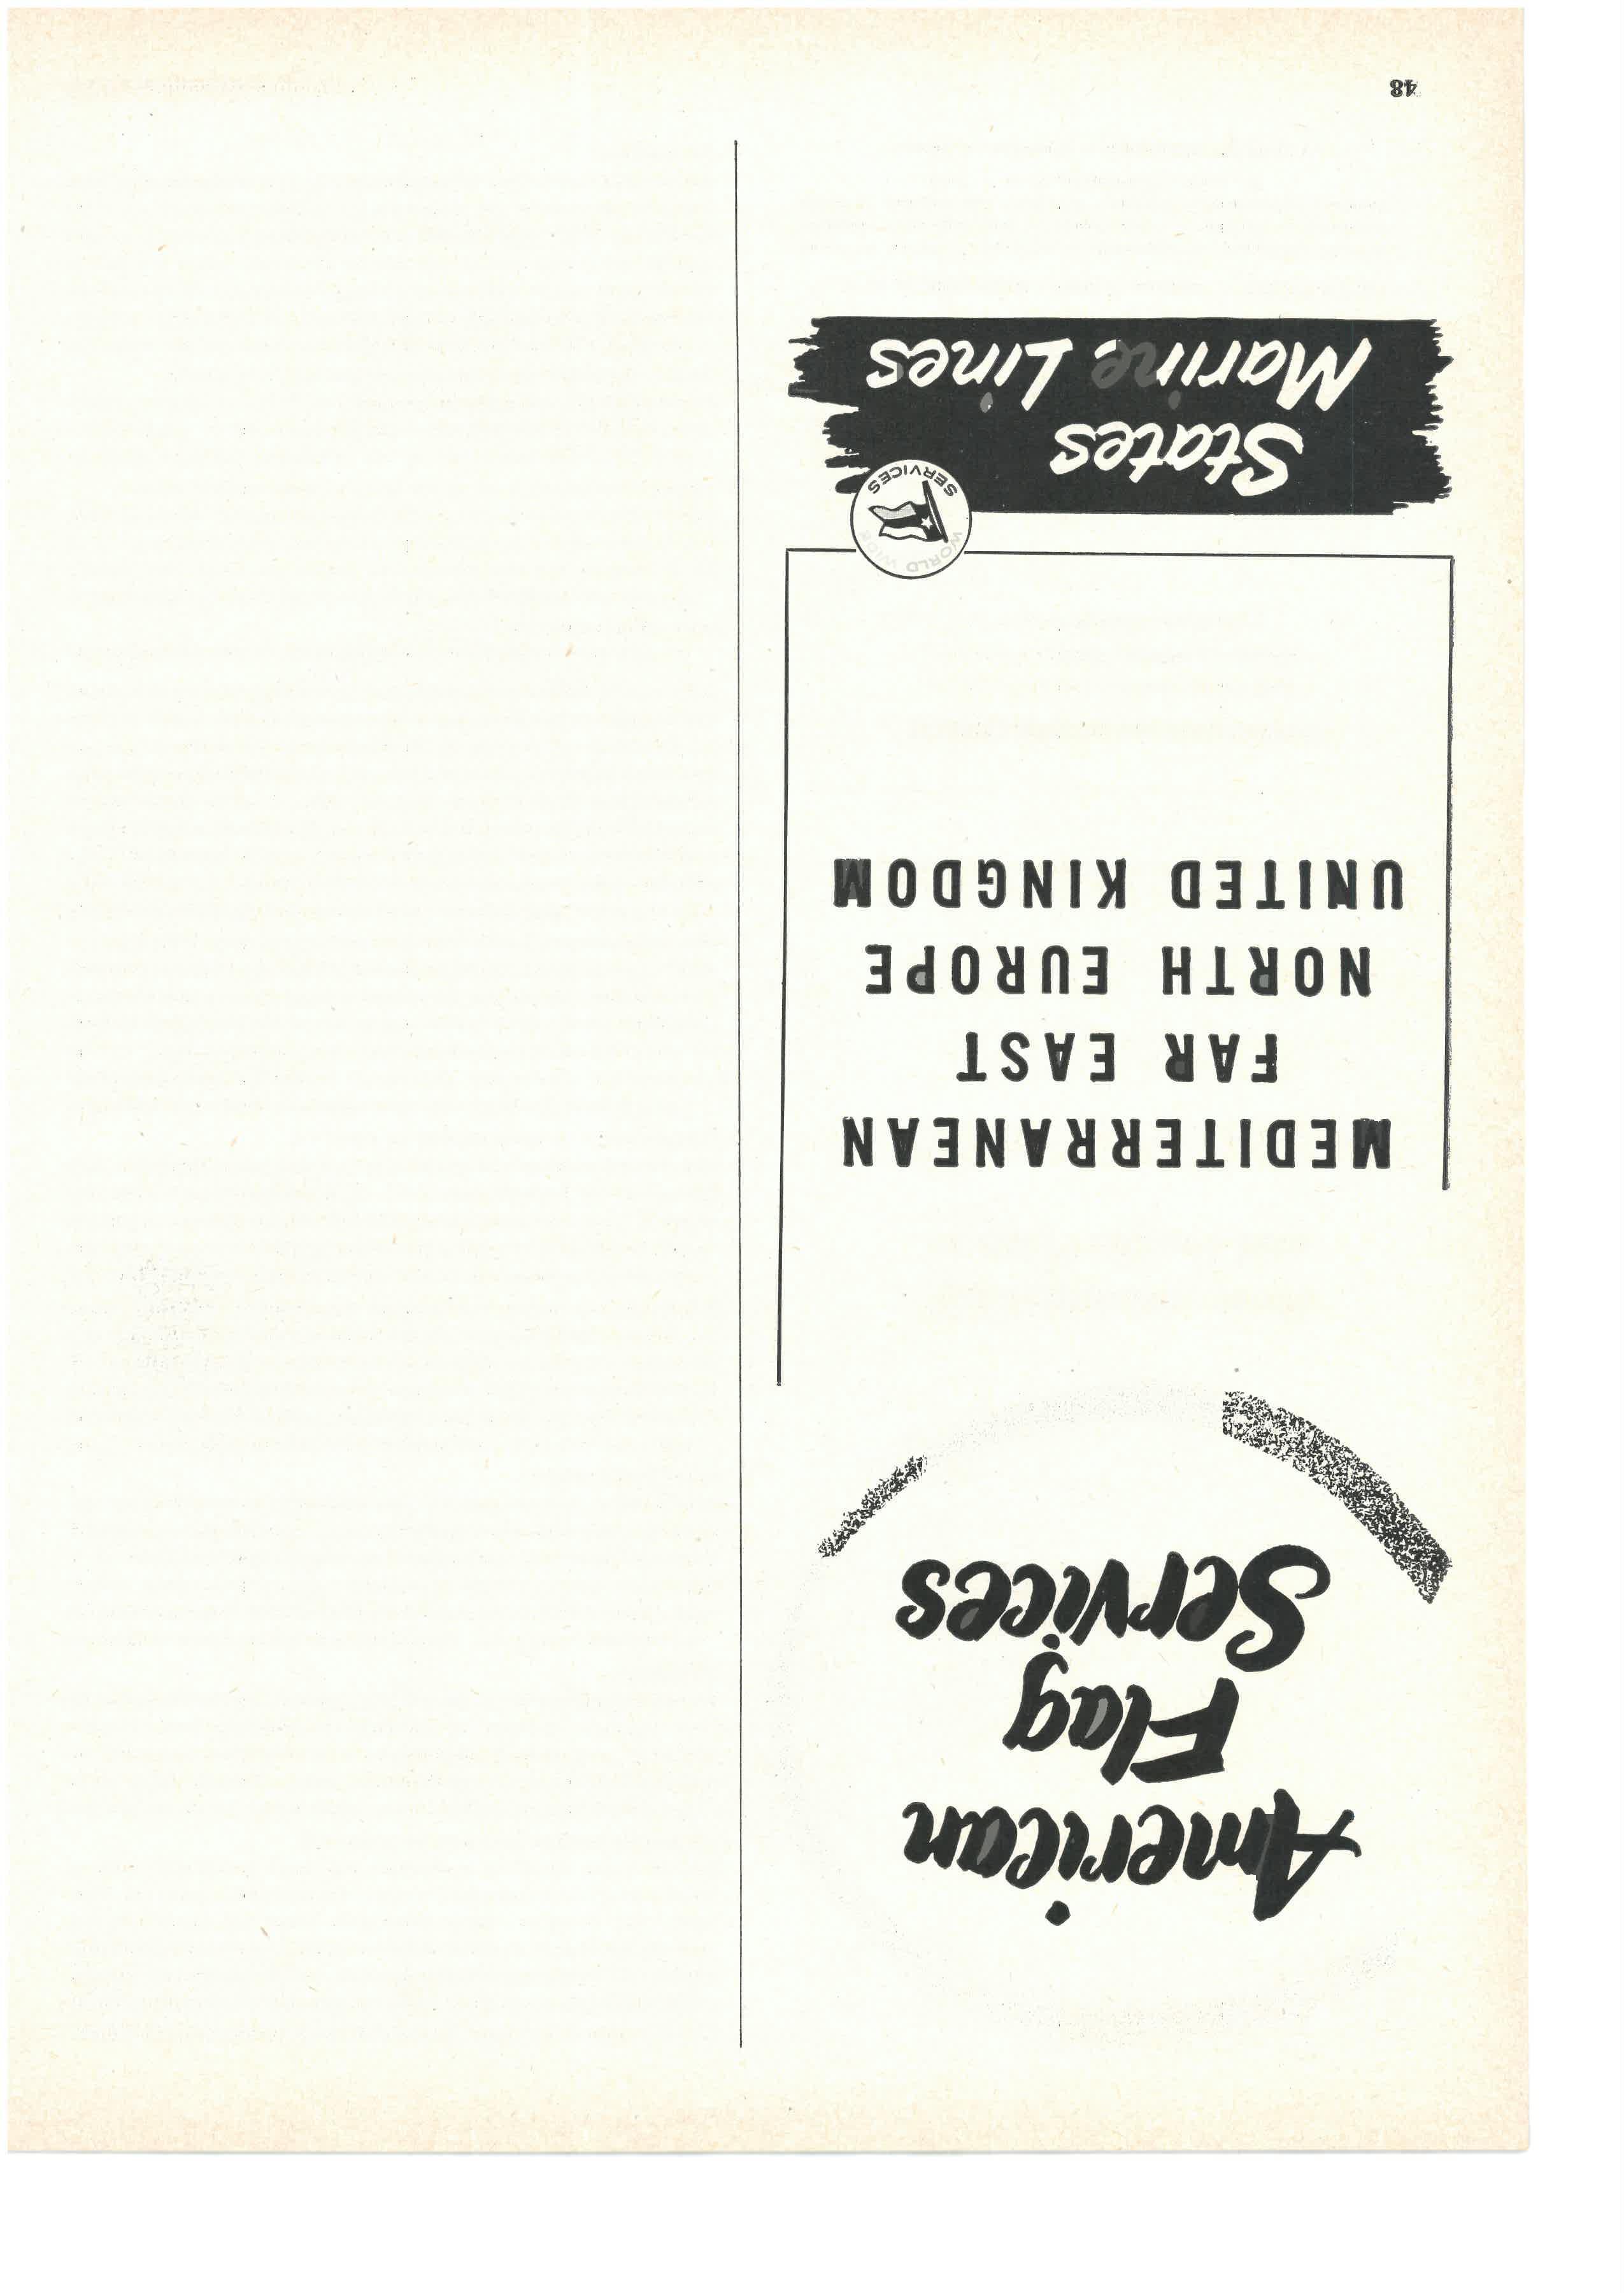 American
Flag
Services
MEDITERRANEAN
FAR EAST
NORTH EUROPE
UNITED KINGDOM
WORLD WIDE
SERVICES
States
Marine Lines
48